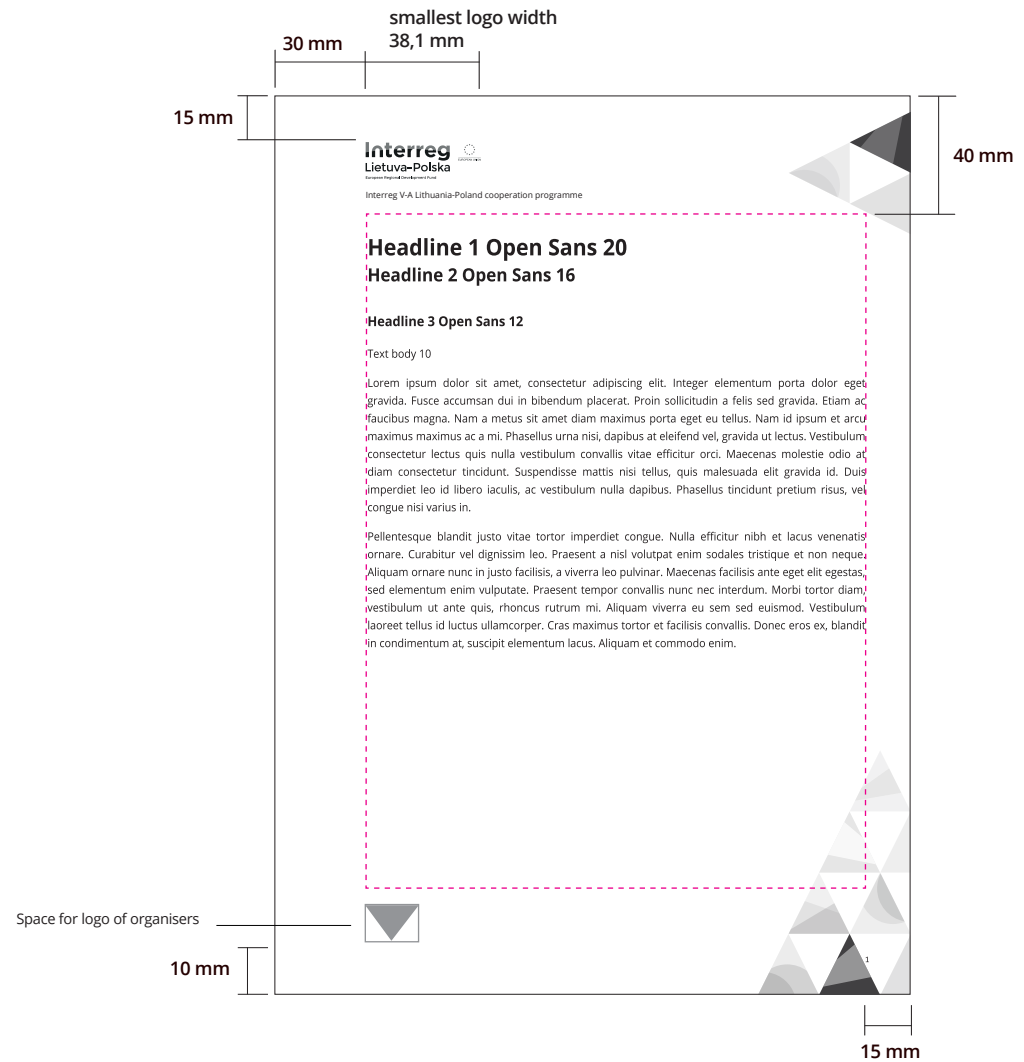 smallest logo width
30 mm
38,1 mm
15 mm
40 mm
Interreg
EUROPEAN UNION
Lietuva-Polska
European Regional Development Fund
Interreg V-A Lithuania-Poland cooperation programme
Headline 1 Open Sans 20
Headline 2 Open Sans 16
Headline 3 Open Sans 12
Text body 10
Lorem ipsum dolor sit amet, consectetur adipiscing elit. Integer elementum porta dolor eget
gravida. Fusce accumsan dui in bibendum placerat. Proin sollicitudin a felis sed gravida. Etiam ac
faucibus magna. Nam a metus sit amet diam maximus porta eget eu tellus. Nam id ipsum et arcu
maximus maximus ac a mi. Phasellus urna nisi, dapibus at eleifend vel, gravida ut lectus. Vestibulum
consectetur lectus quis nulla vestibulum convallis vitae efficitur orci. Maecenas molestie odio at
diam consectetur tincidunt. Suspendisse mattis nisi tellus, quis malesuada elit gravida id. Duis
imperdiet leo id libero iaculis, ac vestibulum nulla dapibus. Phasellus tincidunt pretium risus, vel
congue nisi varius in.
Pellentesque blandit justo vitae tortor imperdiet congue. Nulla efficitur nibh et lacus venenatis
ornare. Curabitur vel dignissim leo. Praesent a nisl volutpat enim sodales tristique et non neque.
Aliquam ornare nunc in justo facilisis, a viverra leo pulvinar. Maecenas facilisis ante eget elit egestas,
sed elementum enim vulputate. Praesent tempor convallis nunc nec interdum. Morbi tortor diam,
vestibulum ut ante quis, rhoncus rutrum mi. Aliquam viverra eu sem sed euismod. Vestibulum
laoreet tellus id luctus ullamcorper. Cras maximus tortor et facilisis convallis. Donec eros ex, blandit
in condimentum at, suscipit elementum lacus. Aliquam et commodo enim.
Space for logo of organisers
10 mm
1
15 mm